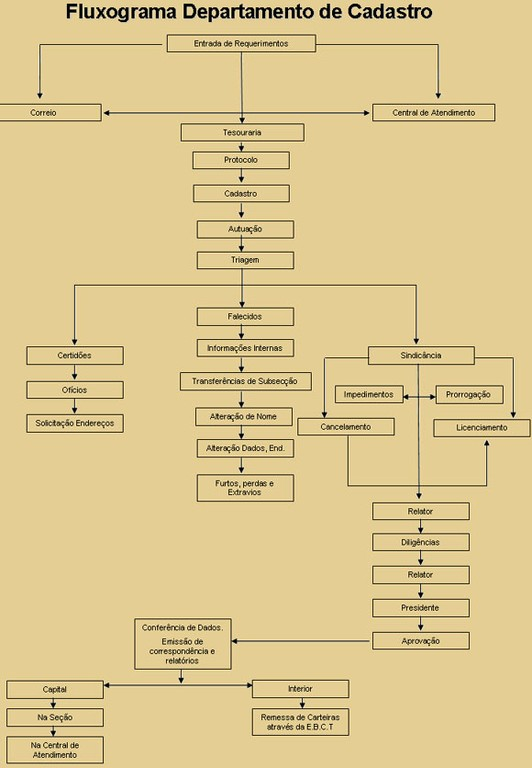 Fluxograma Departamento de Cadastro
Entrada de Requerimentos
Correio
Central de Atendimento
Tesouraria
Protocolo
Cadastro
Autuação
Triagem
Falecidos
Certidões
Informações Internas
Sindicância
Ofícios
Transferências de Subsecção
Impedimentos
Prorrogação
Solicitação Endereços
Alteração de Nome
Cancelamento
Licenciamento
Alteração Dados, End.
Furtos, perdas e
Extravios
Relator
Diligências
Relator
Presidente
Conferência de Dados.
Emissão de
correspondência e
relatórios
Aprovação
Capital
Interior
Na Seção
Remessa de Carteiras
através da E.B.C.T
Na Central de
Atendimento